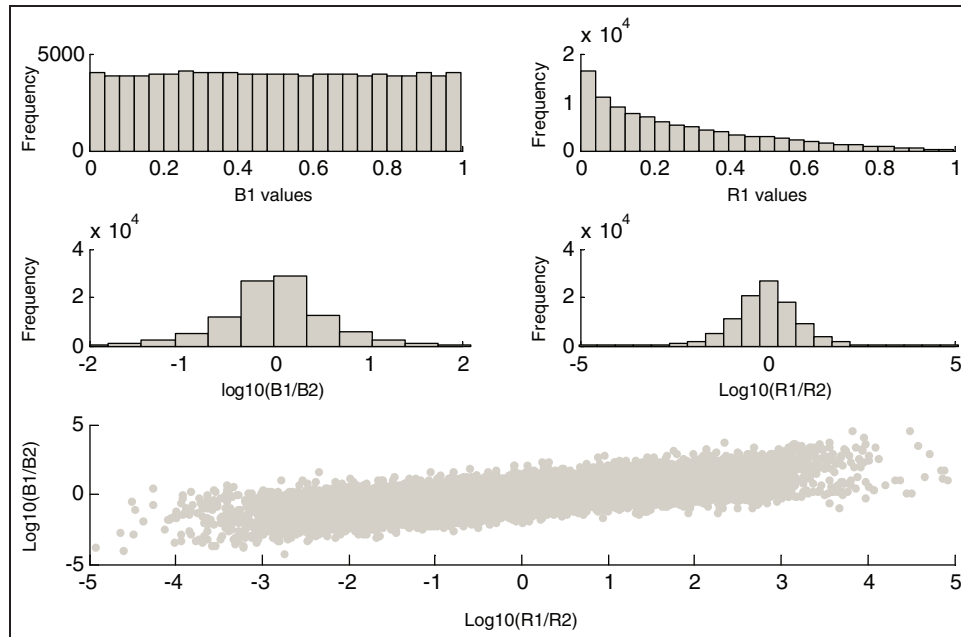 x 10^4
5000
2
Frequency
Frequency
1
0
0
0 0.2 0.4 0.6 0.8 1
0 0.2 0.4 0.6 0.8 1
B1 values
R1 values
x 10^4
x 10^4
4
4
Frequency
Frequency
2
2
0
0
-2 -1 0 1 2
-5 0 5
log10(B1/B2)
Log10(R1/R2)
5
Log10(B1/B2)
0
-5
-5 -4 -3 -2 -1 0 1 2 3 4 5
Log10(R1/R2)